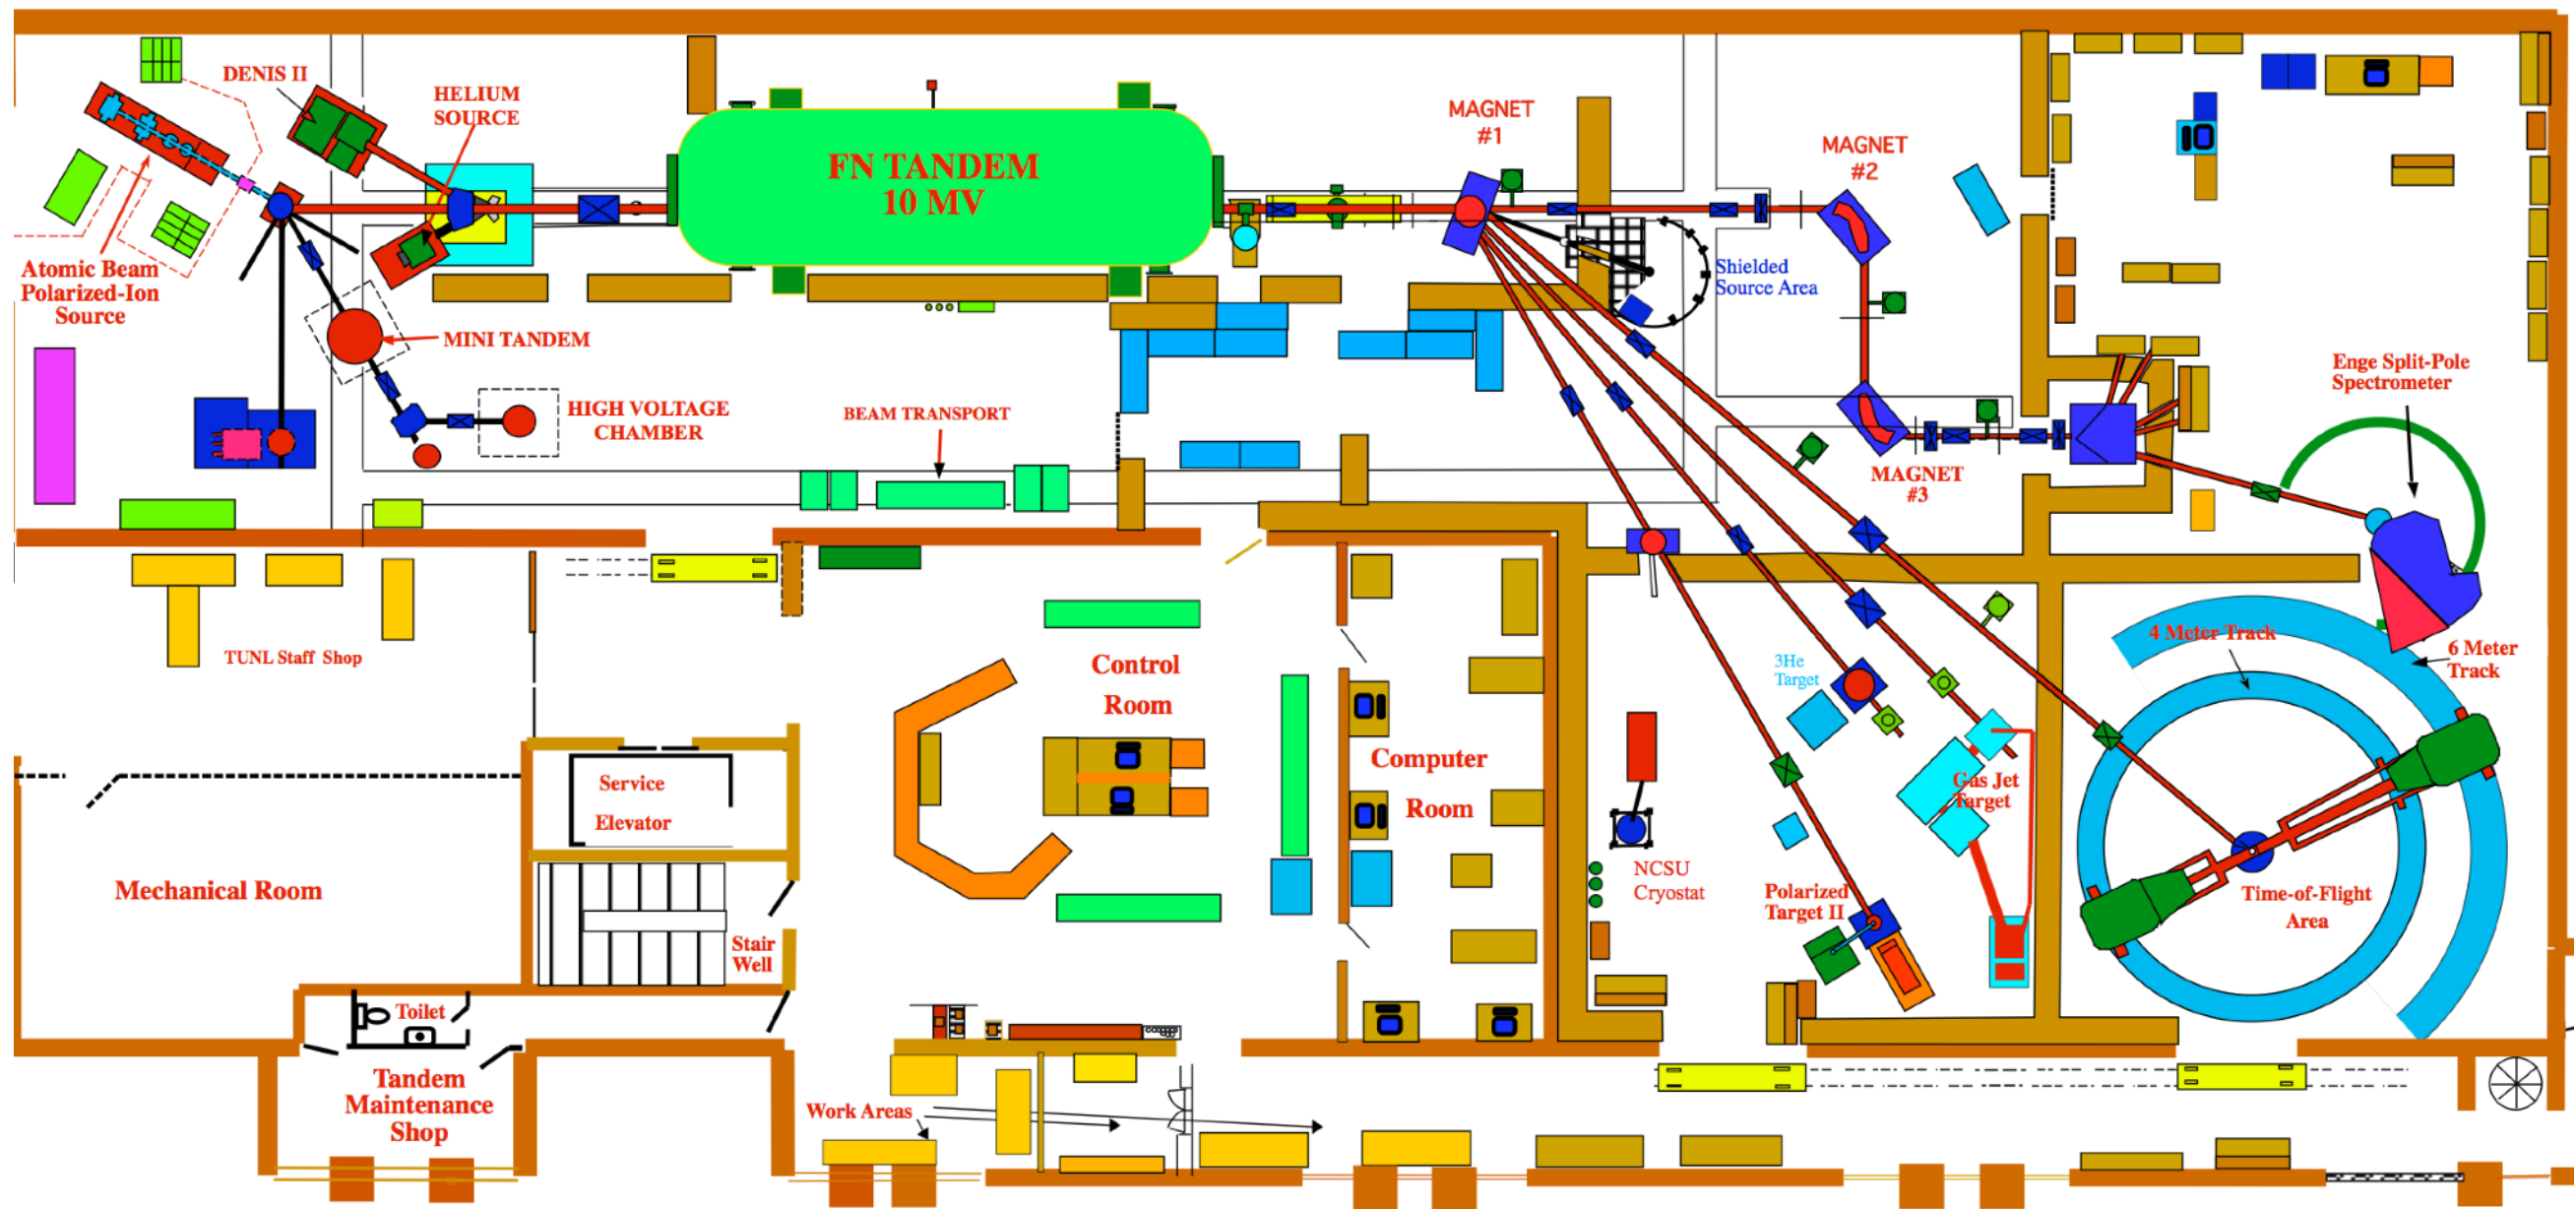 DENIS II
HELIUM
SOURCE
FN TANDEM
10 MV
MAGNET
#1
MAGNET
#2
Atomic Beam
Polarized-Ion
Source
Shielded
Source Area
MINI TANDEM
HIGH VOLTAGE
CHAMBER
BEAM TRANSPORT
Enge Split-Pole
Spectrometer
MAGNET
#3
TUNL Staff Shop
Control
Room
3He
Target
4 Meter Track
6 Meter
Track
Service
Elevator
Computer
Room
Gas Jet
Target
Mechanical Room
NCSU
Cryostat
Polarized
Target II
Time-of-Flight
Area
Stair
Well
Toilet
Tandem
Maintenance
Shop
Work Areas